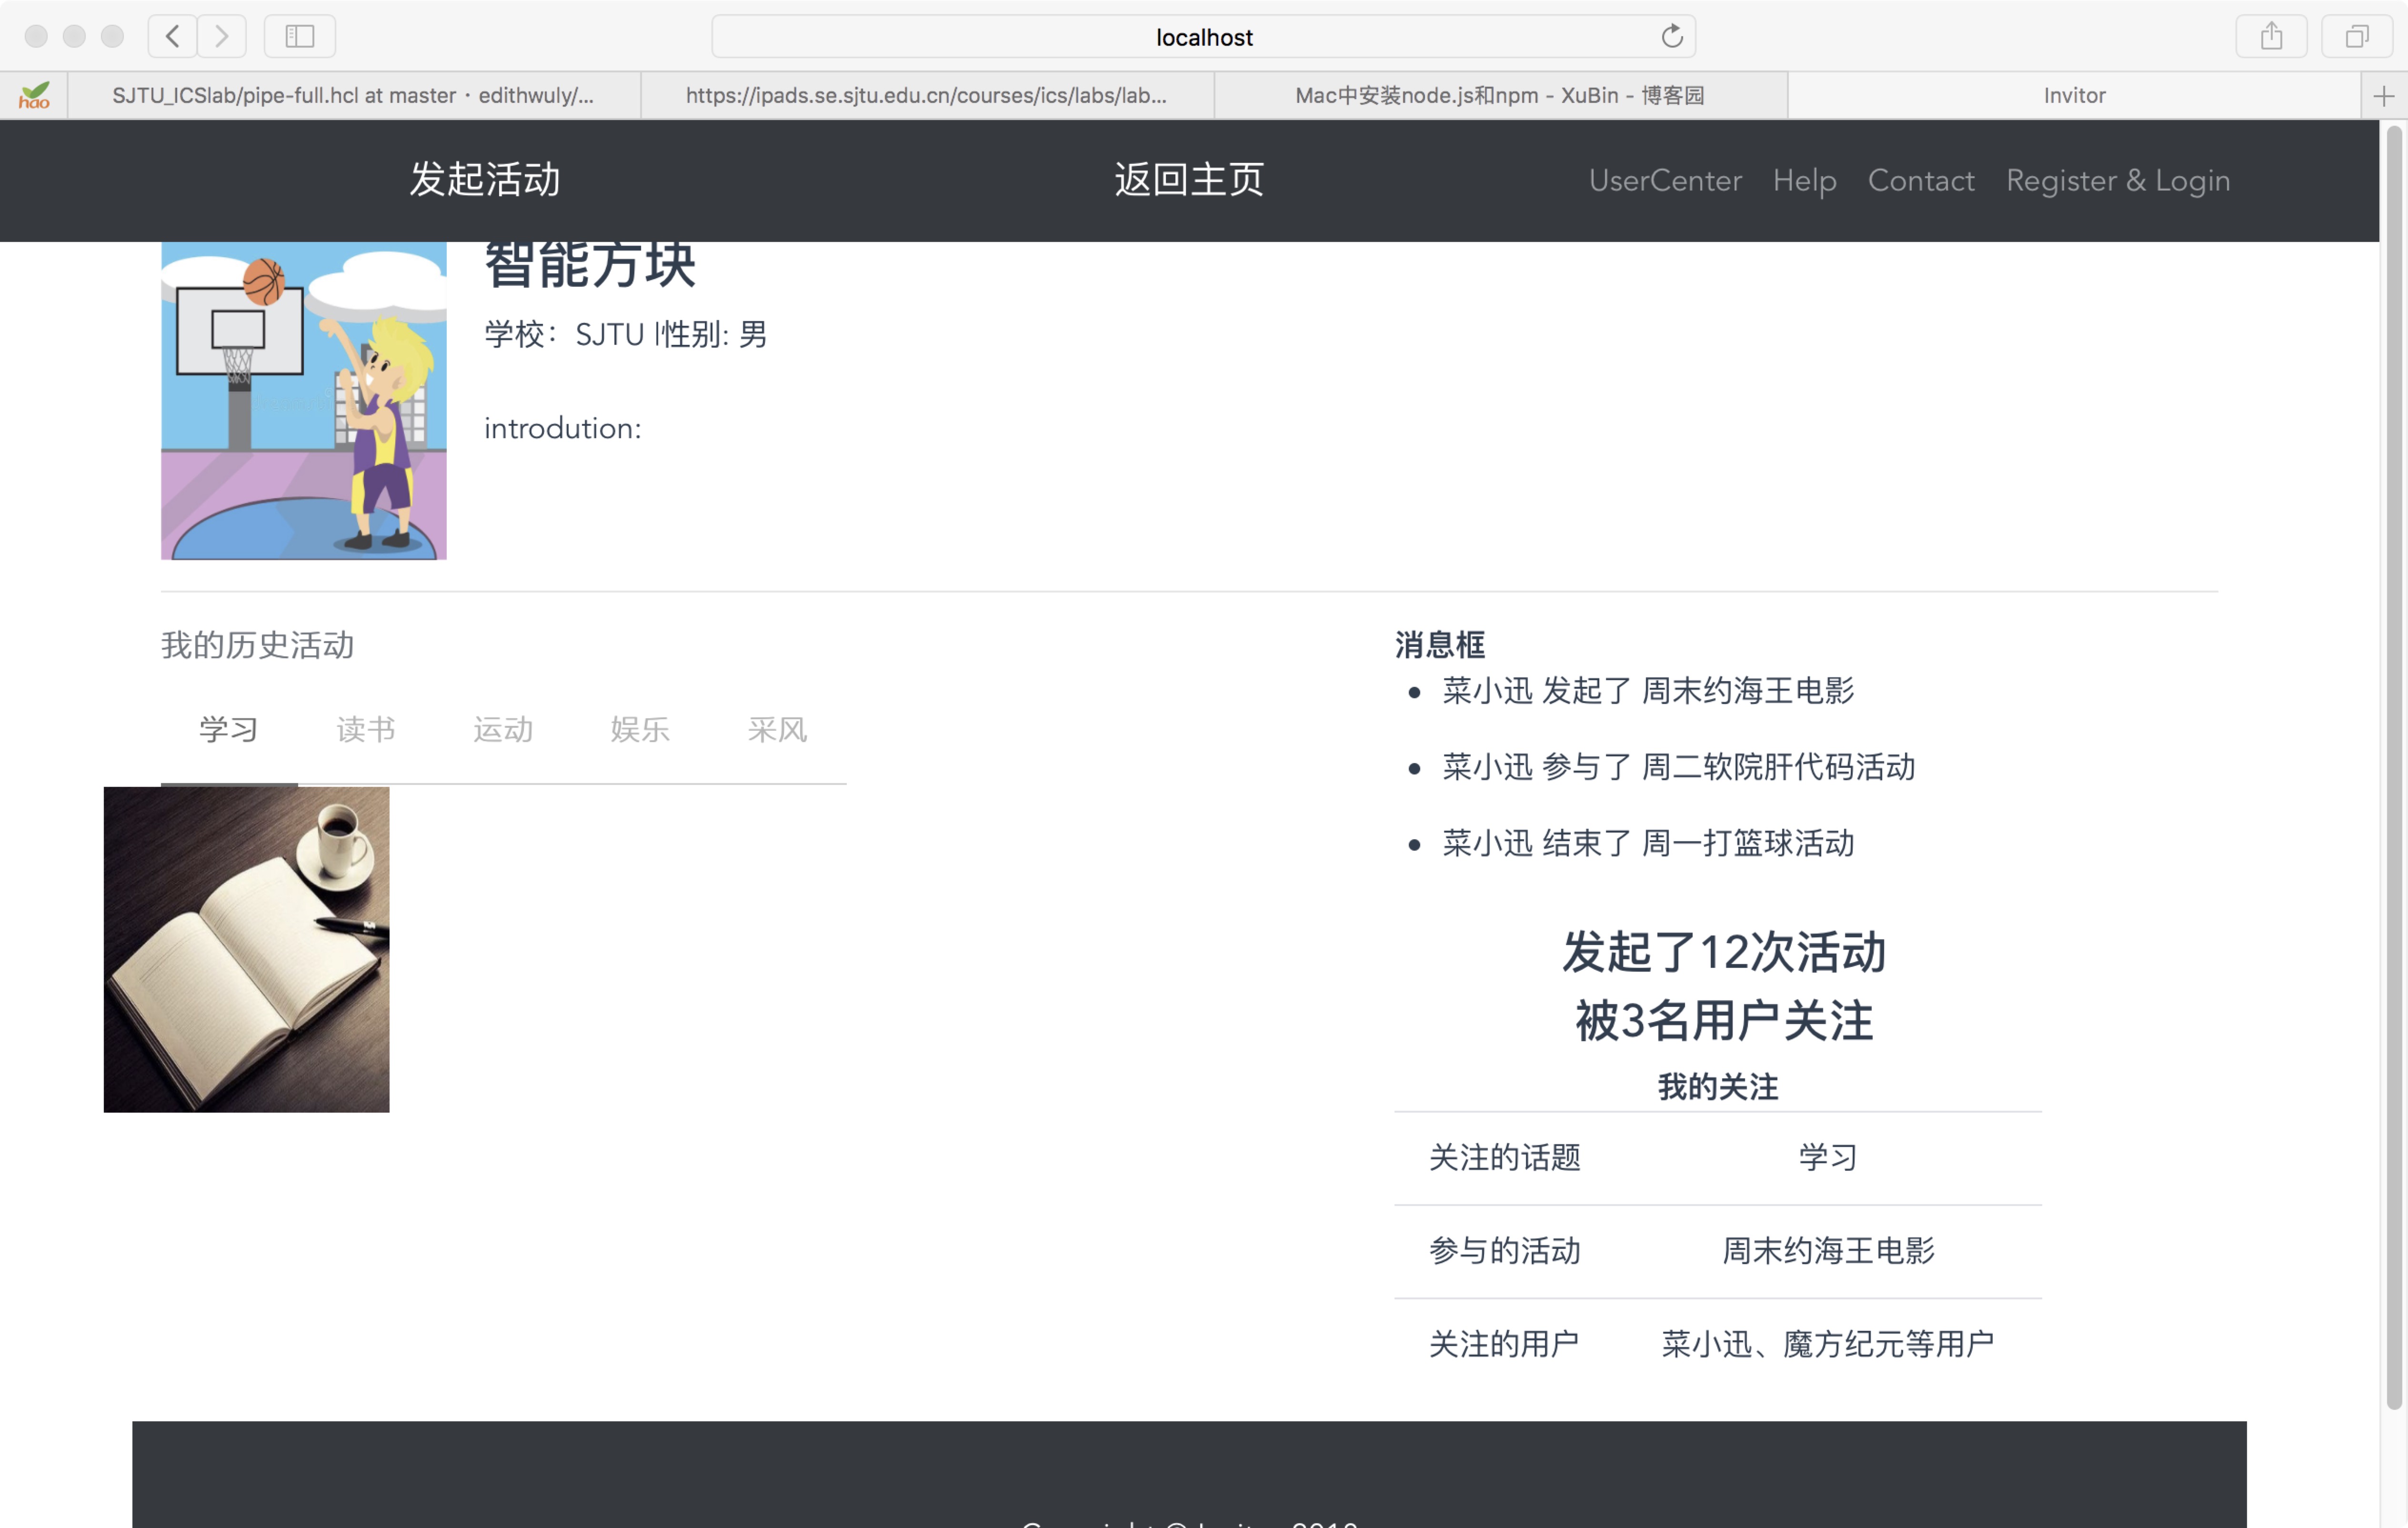 localhost
hao
SJTU_ICSlab/pipe-full.hcl at master · edithwuly/...
https://ipads.se.sjtu.edu.cn/courses/ics/labs/lab...
Mac中安装node.js和npm - XuBin - 博客园
Invitor
发起活动
返回主页
UserCenter Help Contact Register & Login
智能方块
学校：SJTU |性别: 男
introdution:
我的历史活动
学习 读书 运动 娱乐 采风
消息框
菜小迅 发起了 周末约海王电影
菜小迅 参与了 周二软院肝代码活动
菜小迅 结束了 周一打篮球活动
发起了12次活动
被3名用户关注
我的关注
关注的话题 学习
参与的活动 周末约海王电影
关注的用户 菜小迅、魔方纪元等用户